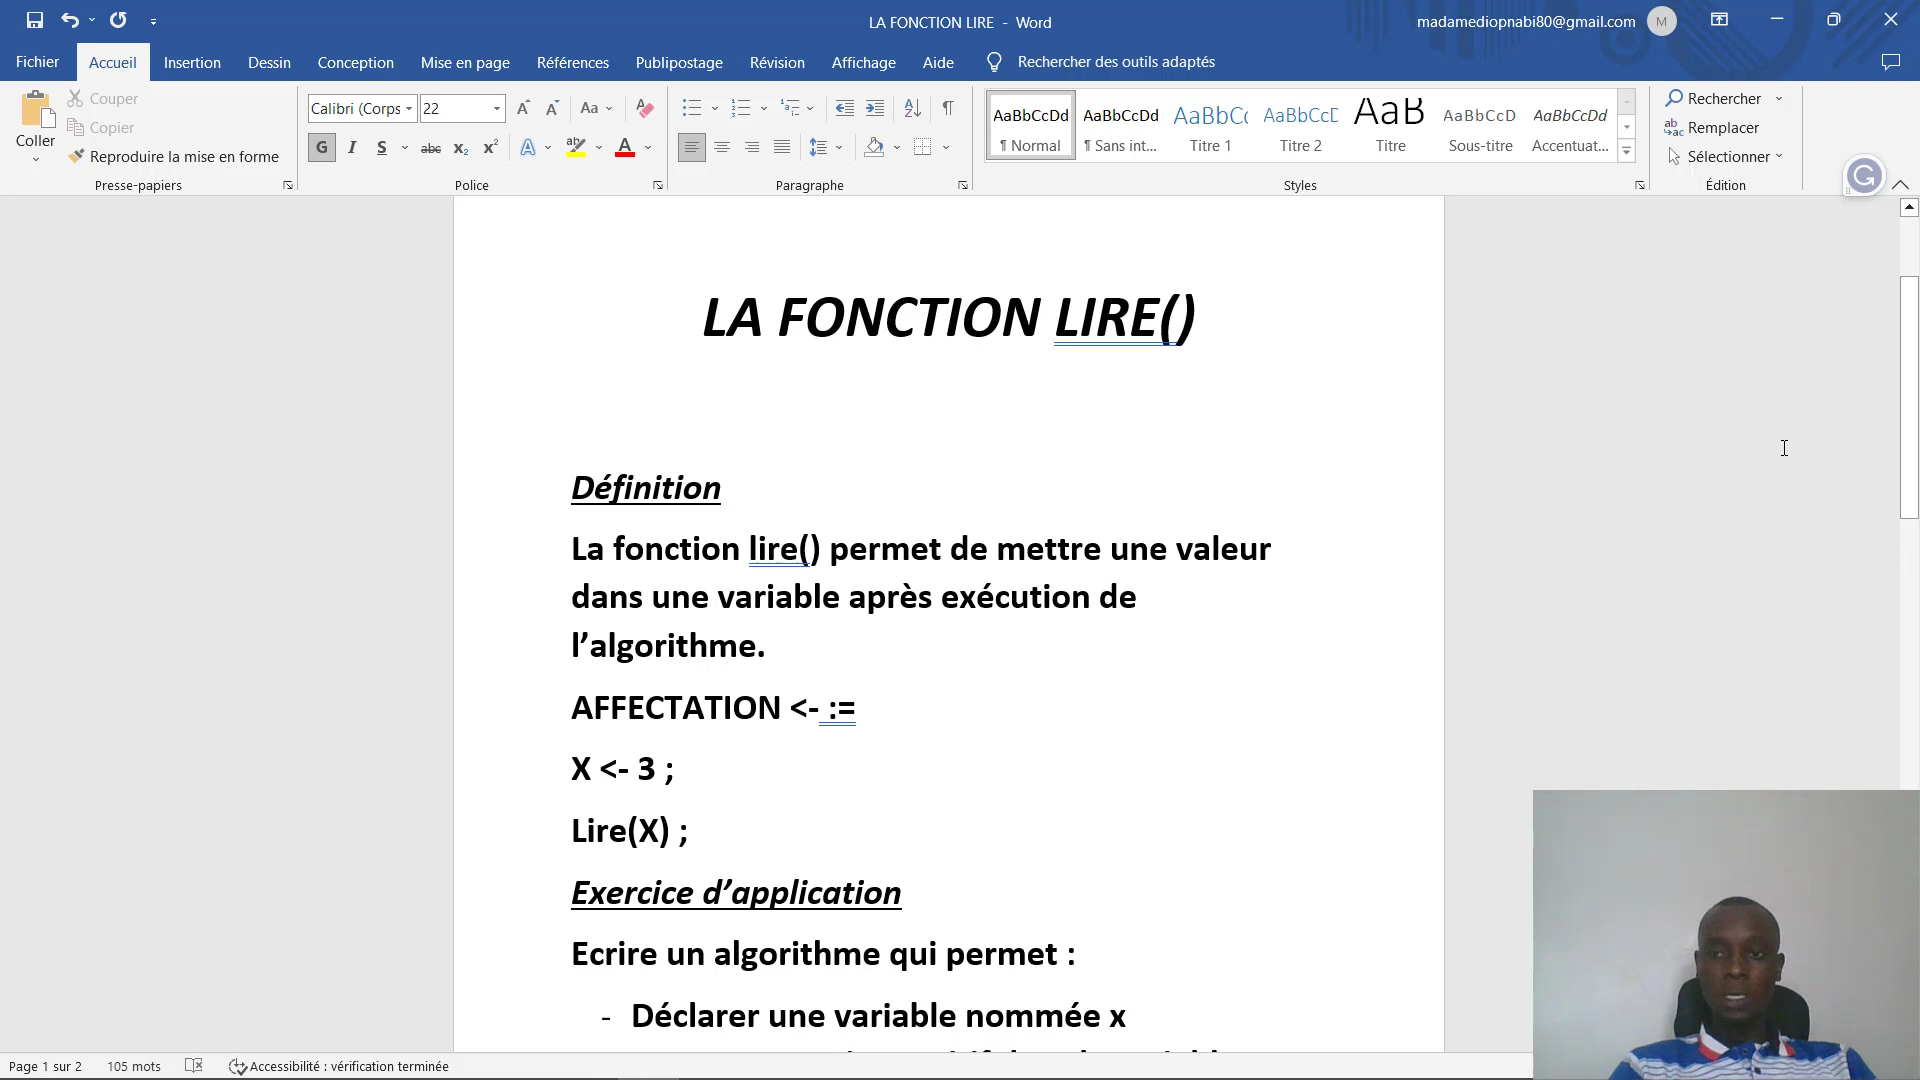 LA FONCTION LIRE - Word
madamediopnabi80@gmail.com
M
Fichier Accueil Insertion Dessin Conception Mise en page Références Publipostage Révision Affichage Aide Rechercher des outils adaptés
Coller
Couper
Copier
Reproduire la mise en forme
Presse-papiers
Calibri (Corps 22
Aa
G I S abc x₂ x² A A
Police
Paragraphe
AaBbCcDd AaBbCcDd AaBbC( AaBbCcD AaB AaBbCcD AaBbCcDd
¶ Normal ¶ Sans int... Titre 1 Titre 2 Titre Sous-titre Accentuat...
Styles
Rechercher
Remplacer
Sélectionner
Édition
LA FONCTION LIRE()
Définition
La fonction lire() permet de mettre une valeur
dans une variable après exécution de
l’algorithme.
AFFECTATION <- :=
X <- 3 ;
Lire(X) ;
Exercice d’application
Ecrire un algorithme qui permet :
- Déclarer une variable nommée x
Page 1 sur 2 105 mots Accessibilité : vérification terminée